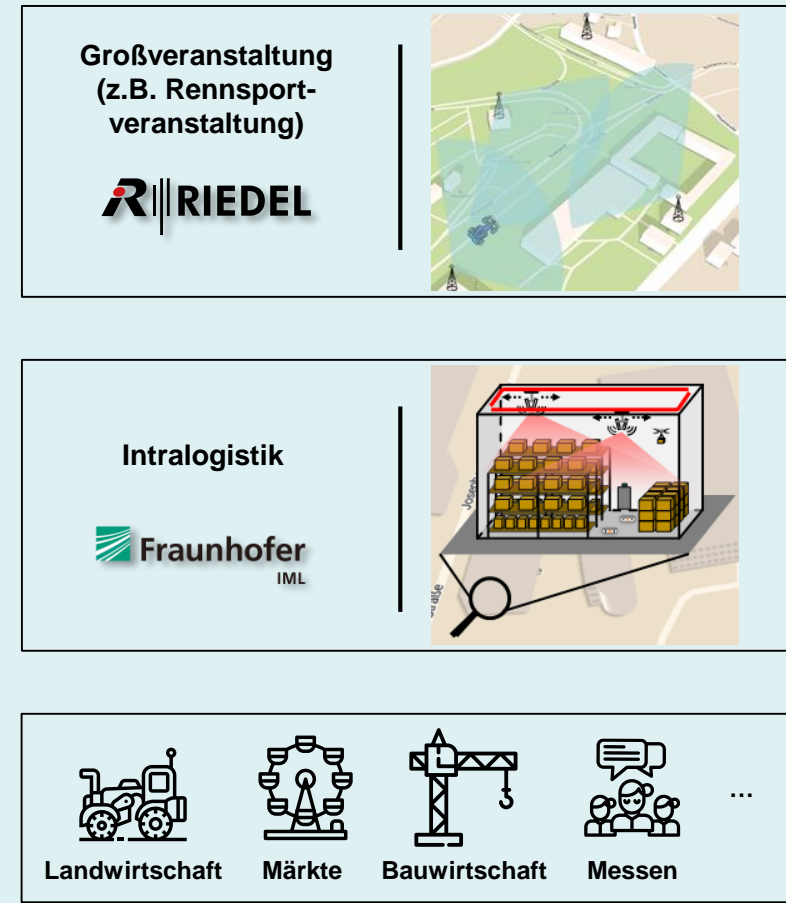 Großveranstaltung
(z.B. Rennsport-
veranstaltung)
RIEDEL
Intralogistik
Fraunhofer
IML
Landwirtschaft
Märkte
Bauwirtschaft
Messen
...